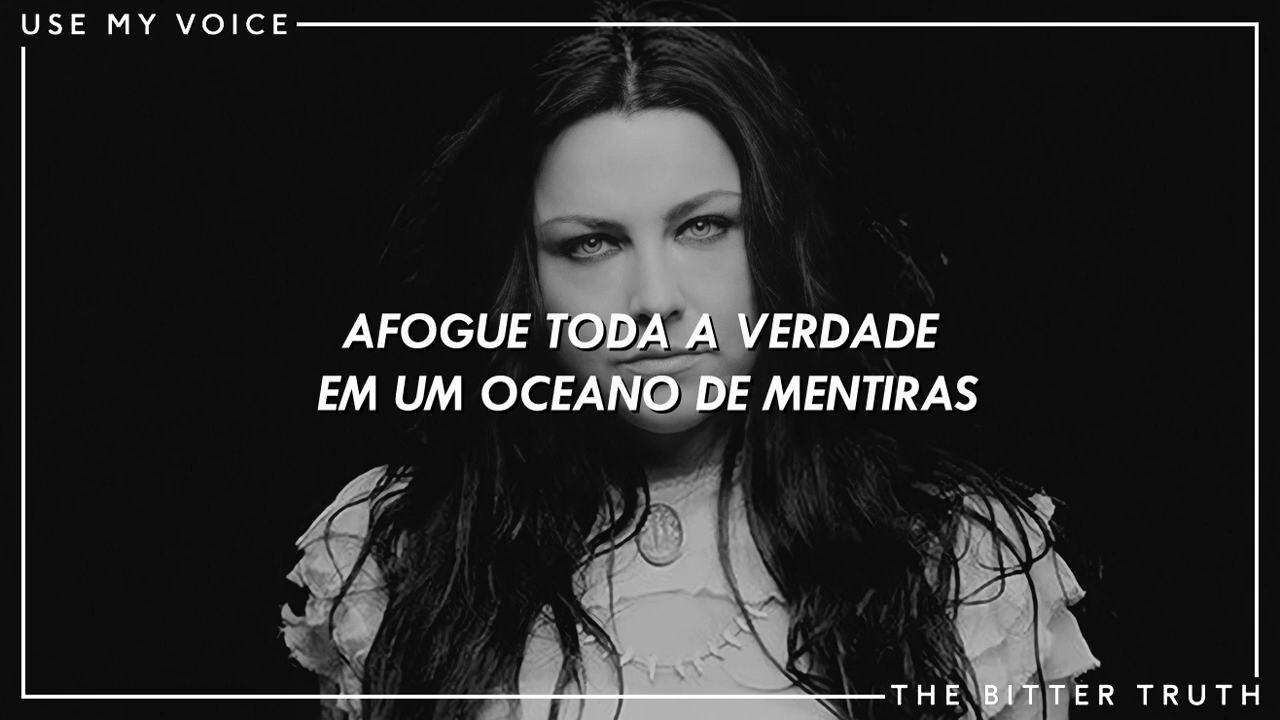 USE MY VOICE
AFOGUE TODA A VERDADE
EM UM OCEANO DE MENTIRAS
THE BITTER TRUTH